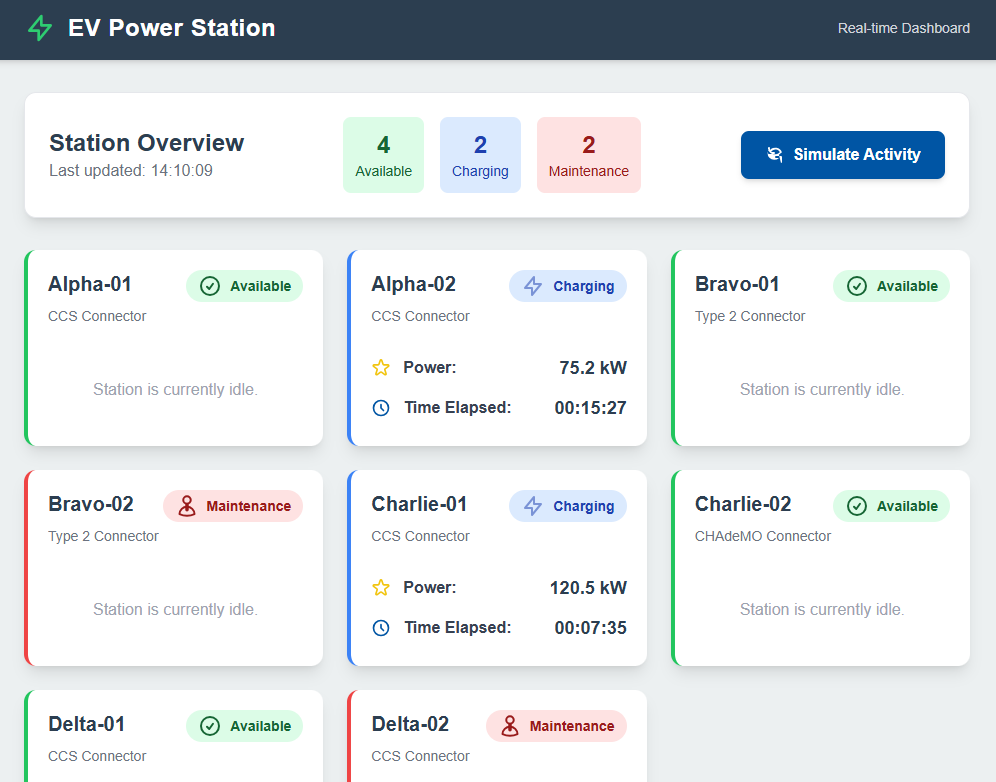 EV Power Station
Real-time Dashboard
Station Overview
Last updated: 14:10:09
4
Available
2
Charging
2
Maintenance
Simulate Activity
Alpha-01
Available
CCS Connector
Station is currently idle.
Alpha-02
Charging
CCS Connector
Power: 75.2 kW
Time Elapsed: 00:15:27
Bravo-01
Available
Type 2 Connector
Station is currently idle.
Bravo-02
Maintenance
Type 2 Connector
Station is currently idle.
Charlie-01
Charging
CCS Connector
Power: 120.5 kW
Time Elapsed: 00:07:35
Charlie-02
Available
CHAdeMO Connector
Station is currently idle.
Delta-01
Available
CCS Connector
Delta-02
Maintenance
CCS Connector